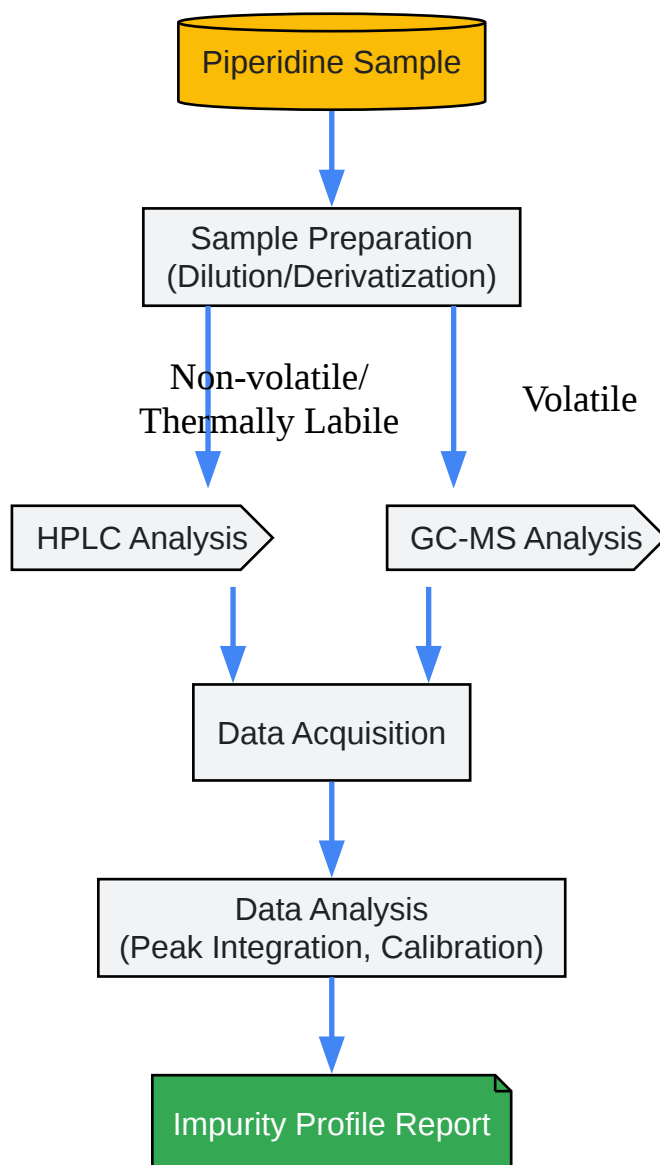 Piperidine Sample
Sample Preparation
(Dilution/Derivatization)
Non-volatile/
Thermally Labile
Volatile
HPLC Analysis
GC-MS Analysis
Data Acquisition
Data Analysis
(Peak Integration, Calibration)
Impurity Profile Report